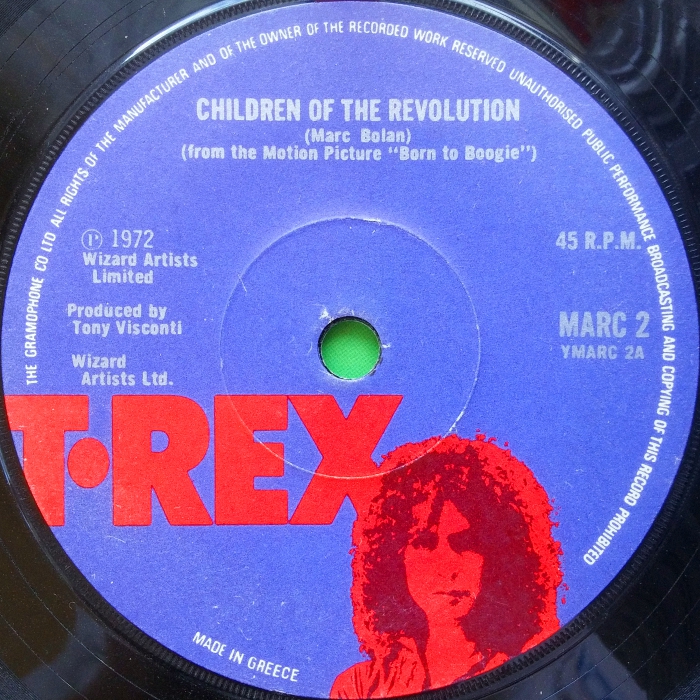 THE GRAMOPHONE CO LTD ALL RIGHTS OF THE MANUFACTURER AND OF THE OWNER OF THE RECORDED WORK RESERVED UNAUTHORISED PUBLIC PERFORMANCE BROADCASTING AND COPYING OF THIS RECORD PROHIBITED
CHILDREN OF THE REVOLUTION
(Marc Bolan)
(from the Motion Picture "Born to Boogie")
℗ 1972
Wizard Artists
Limited
45 R.P.M.
Produced by
Tony Visconti
MARC 2
YMARC 2A
Wizard
Artists Ltd.
T·REX
MADE IN GREECE